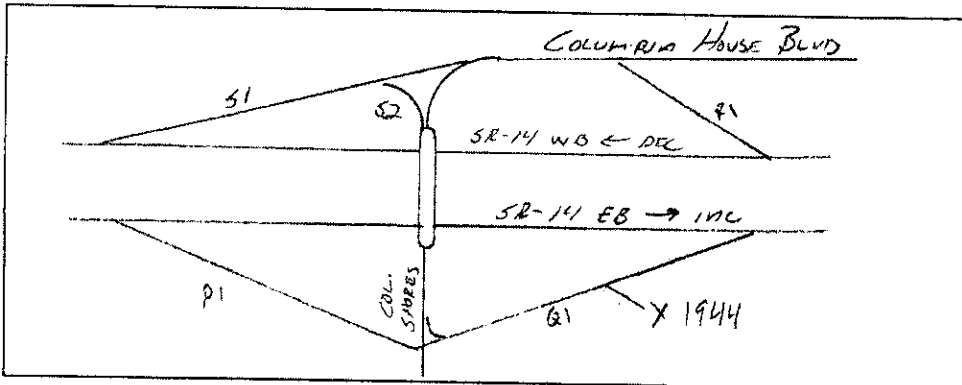 COLUMBIA HOUSE BLVD
S1
S2
R1
SR-14 WB ← DEC
SR-14 EB → INC
COL.
SHORES
P1
Q1
X 1944